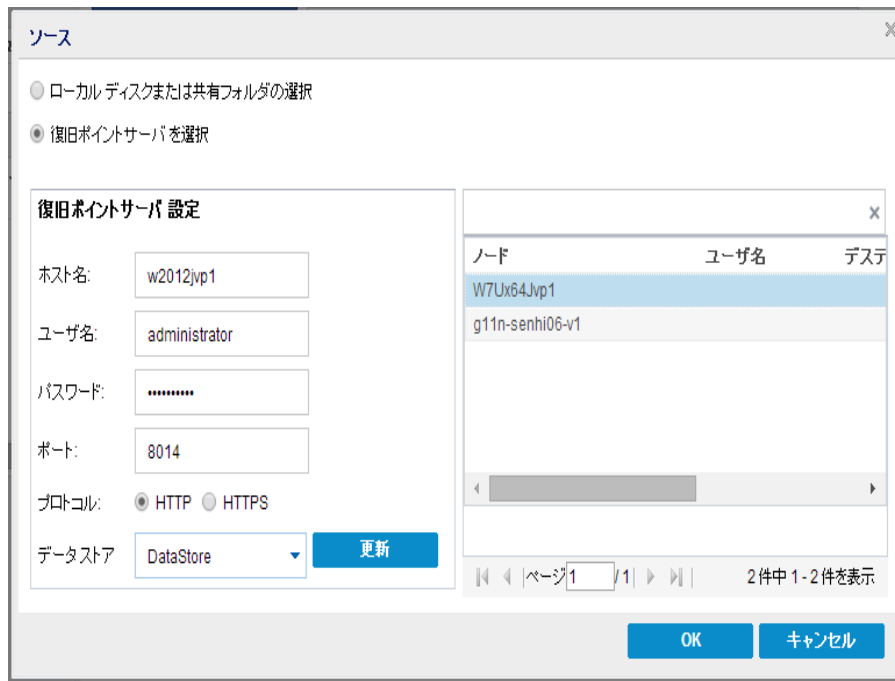 ソース
ローカル ディスクまたは共有フォルダの選択
復旧ポイントサーバを選択
復旧ポイントサーバ 設定
ホスト名: w2012jvp1
ユーザ名: administrator
パスワード: ••••••••••
ポート: 8014
プロトコル: HTTP HTTPS
データストア DataStore 更新
ノード ユーザ名 デステ
W7Ux64Jvp1
g11n-senhi06-v1
ページ 1 / 1 2 件中 1 - 2 件を表示
OK キャンセル